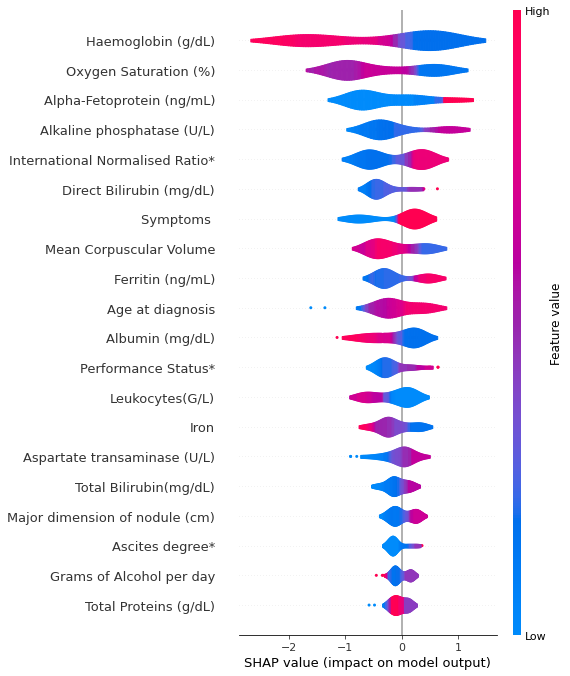 High
Haemoglobin (g/dL)
Oxygen Saturation (%)
Alpha-Fetoprotein (ng/mL)
Alkaline phosphatase (U/L)
International Normalised Ratio*
Direct Bilirubin (mg/dL)
Symptoms
Mean Corpuscular Volume
Ferritin (ng/mL)
Age at diagnosis
Albumin (mg/dL)
Performance Status*
Leukocytes(G/L)
Iron
Aspartate transaminase (U/L)
Total Bilirubin(mg/dL)
Major dimension of nodule (cm)
Ascites degree*
Grams of Alcohol per day
Total Proteins (g/dL)
Feature value
Low
−2 −1 0 1
SHAP value (impact on model output)